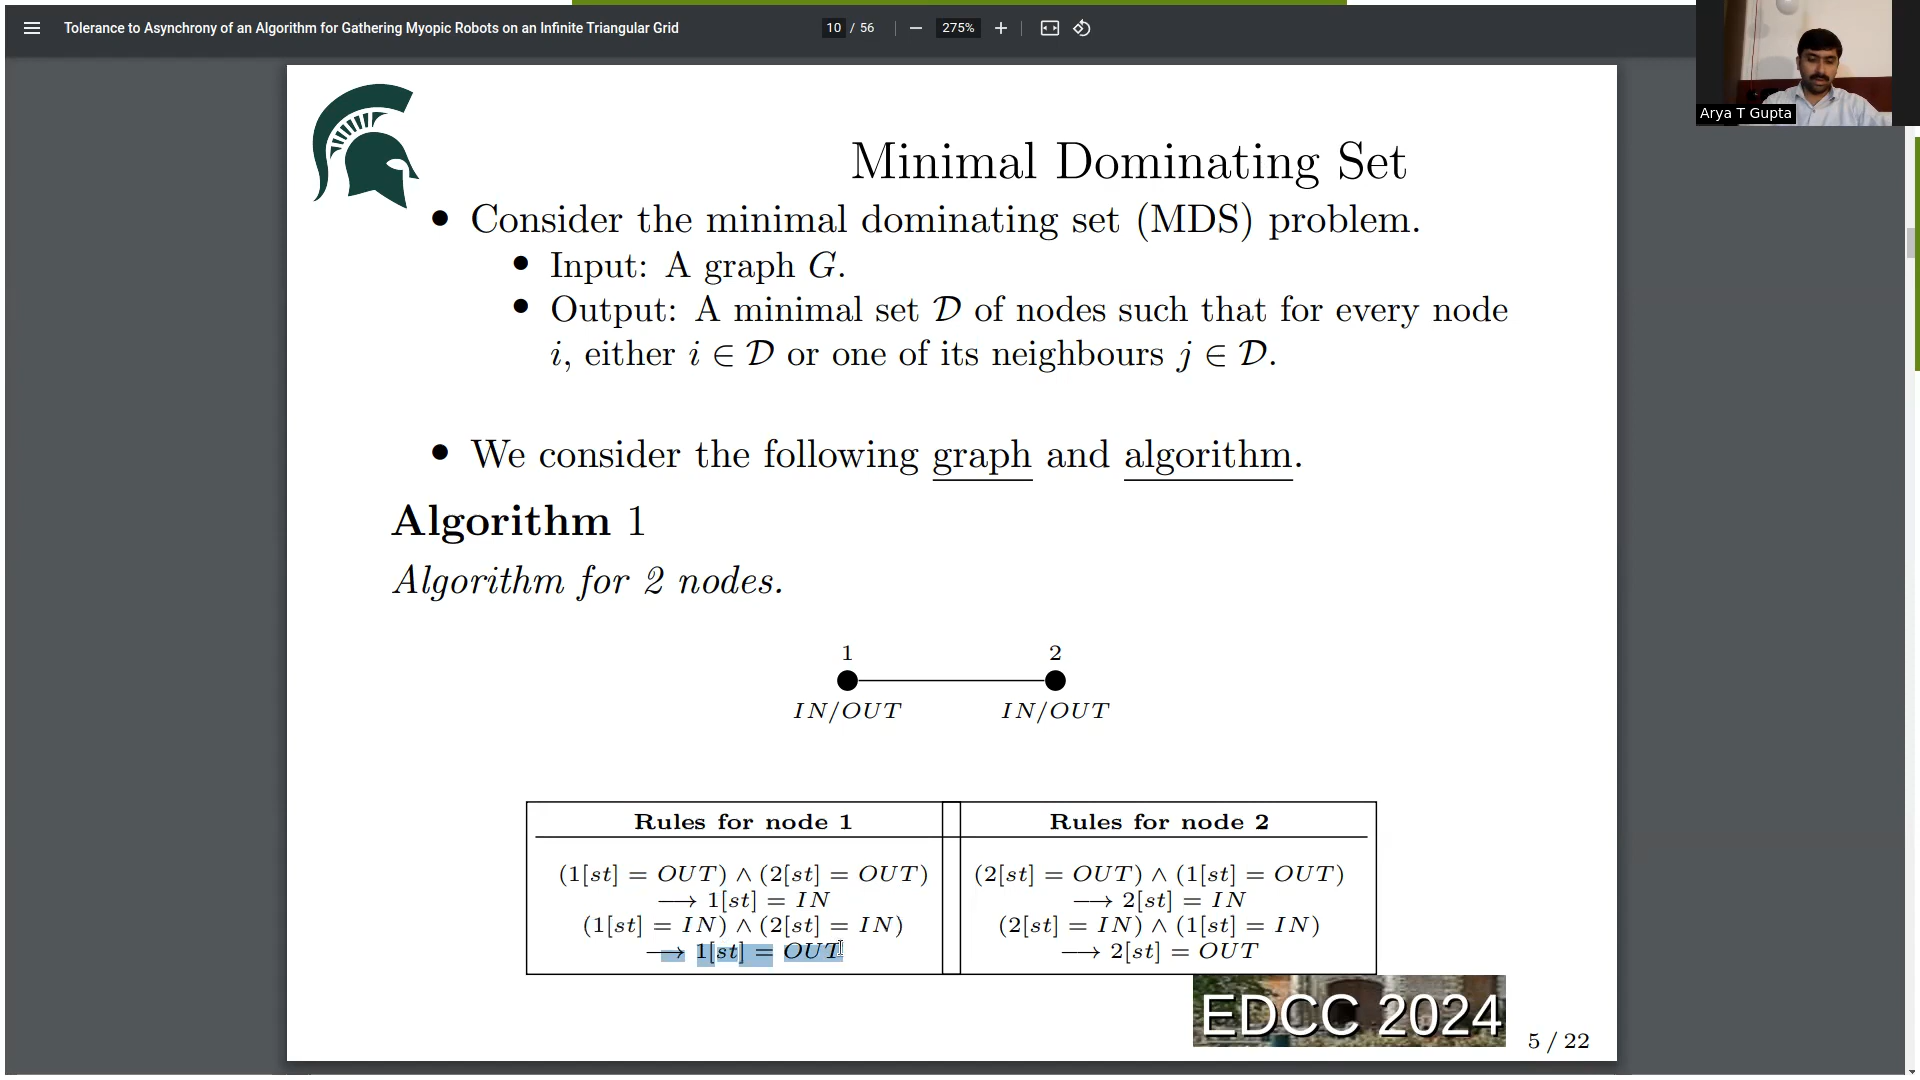 Tolerance to Asynchrony of an Algorithm for Gathering Myopic Robots on an Infinite Triangular Grid
10 / 56
275%
Arya T Gupta
Minimal Dominating Set
• Consider the minimal dominating set (MDS) problem.
• Input: A graph G.
• Output: A minimal set 𝒟 of nodes such that for every node
i, either i ∈ 𝒟 or one of its neighbours j ∈ 𝒟.
• We consider the following graph and algorithm.
Algorithm 1
Algorithm for 2 nodes.
1 2
IN/OUT IN/OUT
Rules for node 1
(1[st] = OUT) ∧ (2[st] = OUT)
⟶ 1[st] = IN
(1[st] = IN) ∧ (2[st] = IN)
⟶ 1[st] = OUT
Rules for node 2
(2[st] = OUT) ∧ (1[st] = OUT)
⟶ 2[st] = IN
(2[st] = IN) ∧ (1[st] = IN)
⟶ 2[st] = OUT
EDCC 2024
5 / 22